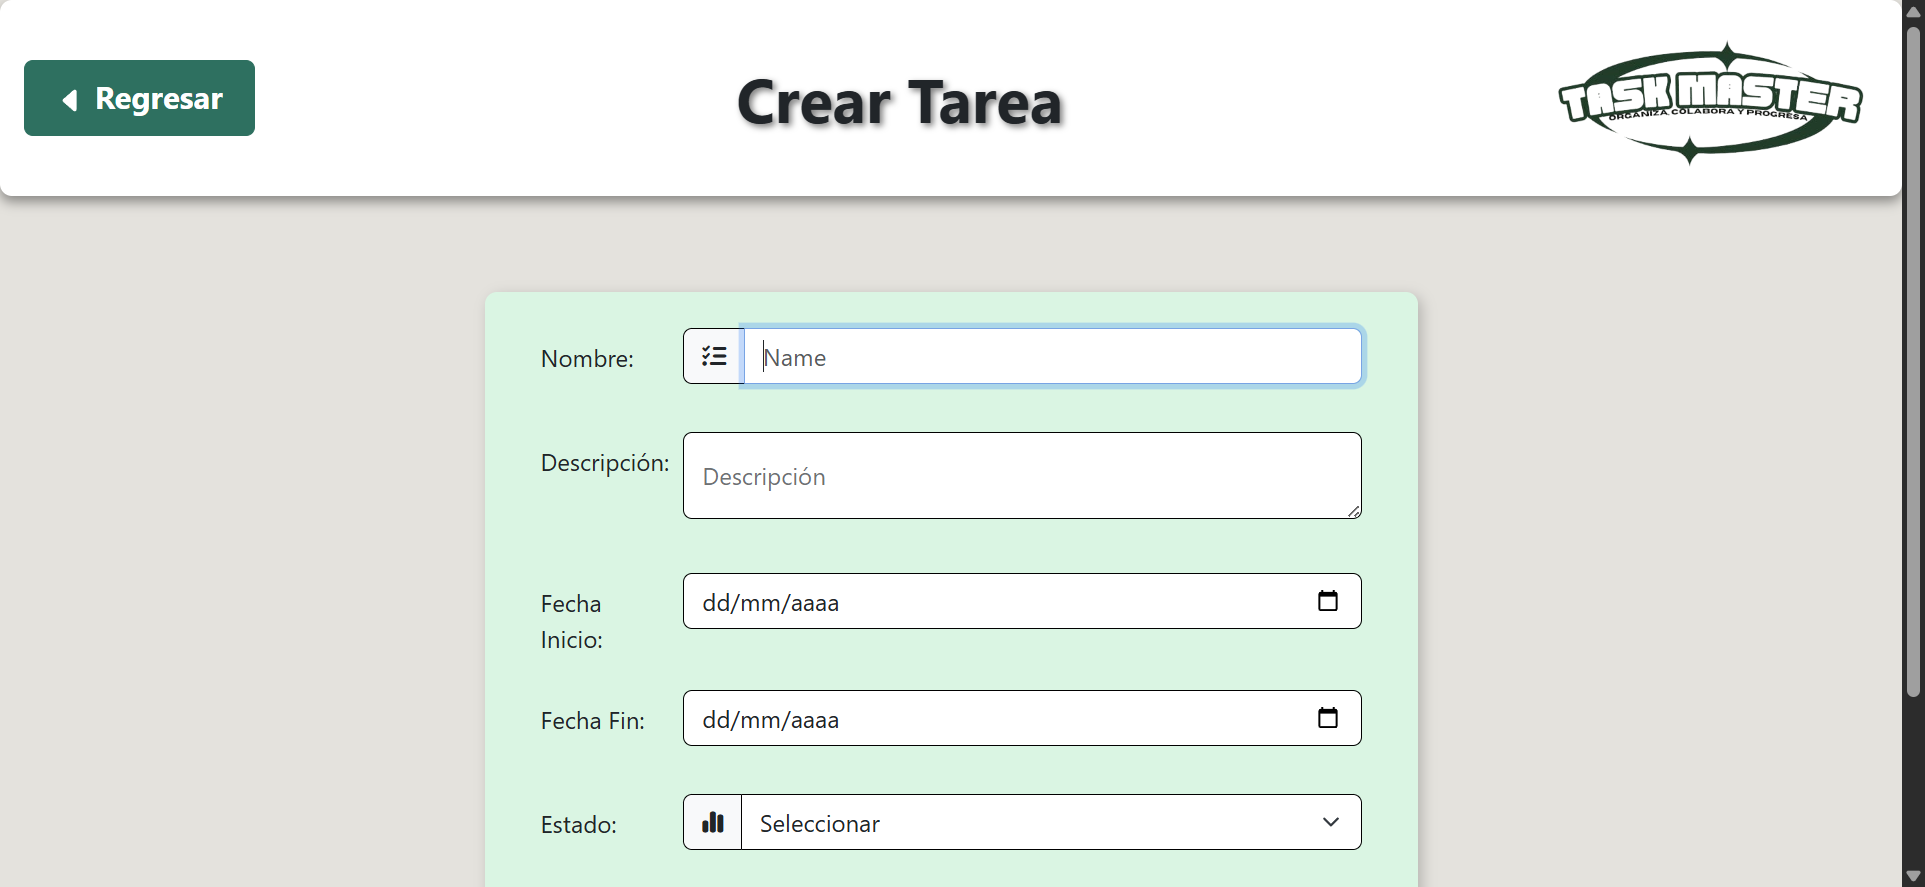 Regresar
Crear Tarea
TASK MASTER
ORGANIZA, COLABORA Y PROGRESA
Nombre:
Name
Descripción:
Descripción
Fecha
Inicio:
dd/mm/aaaa
Fecha Fin:
dd/mm/aaaa
Estado:
Seleccionar